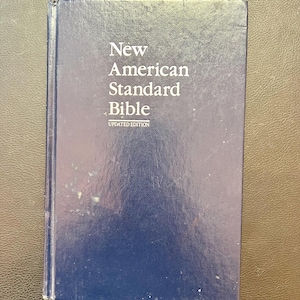 New
American
Standard
Bible
UPDATED EDITION